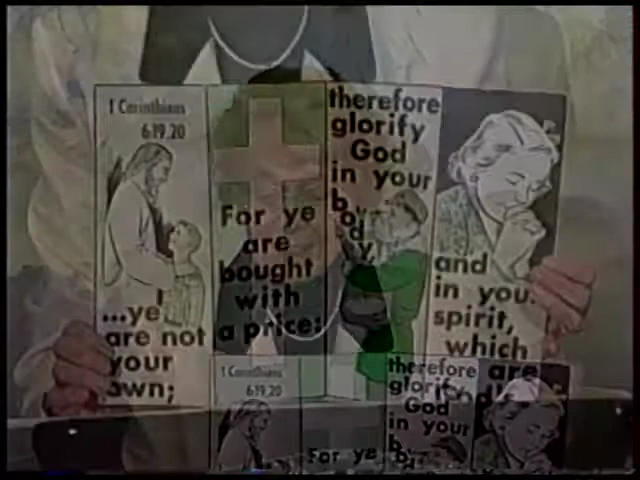 1 Corinthians
6:19,20
...ye
are not
your
own;
For ye
are
bought
with
a price:
therefore
glorify
God
in your
body,
and
in your
spirit,
which
are
1 Corinthians
6:19,20
For ye
therefore
glorify
God
in your
b